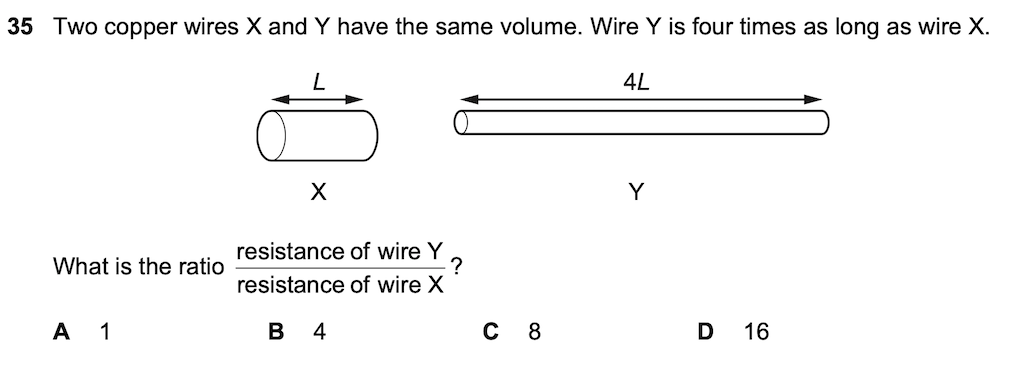 35 Two copper wires X and Y have the same volume. Wire Y is four times as long as wire X.
L 4L
X Y
What is the ratio resistance of wire Y / resistance of wire X ?
A 1 B 4 C 8 D 16